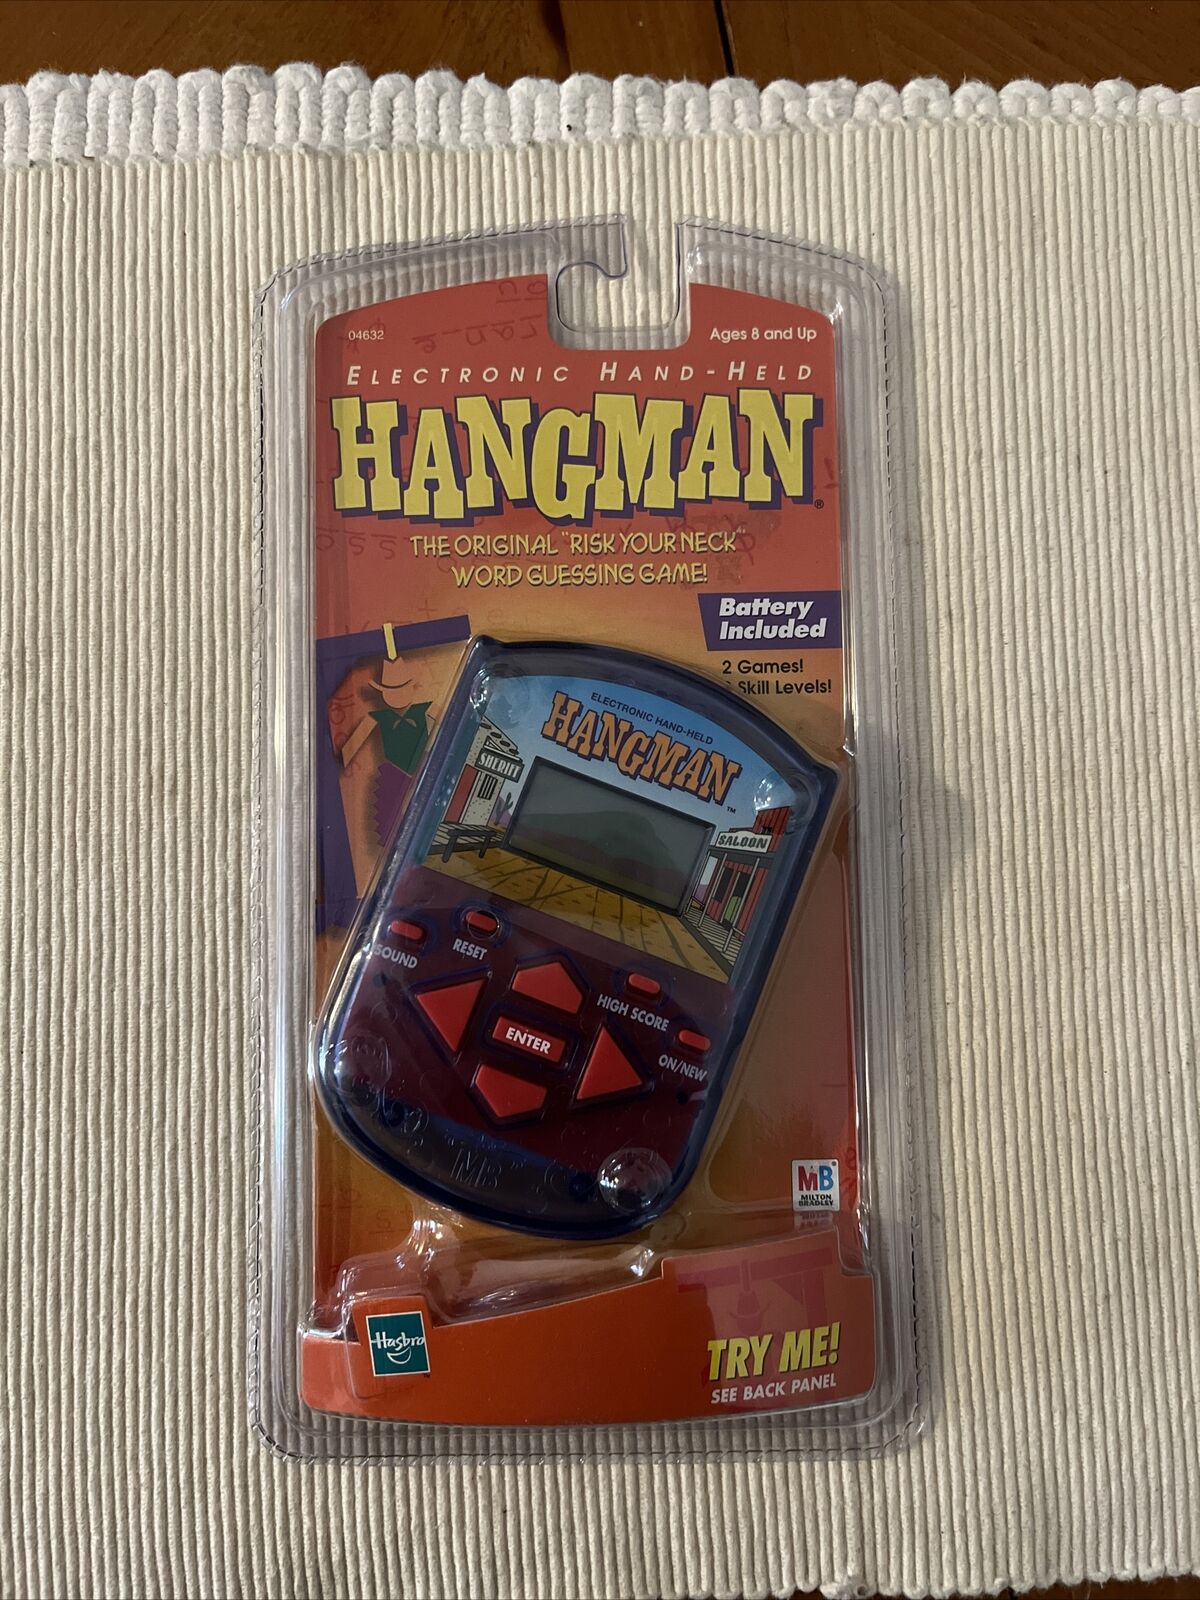 04632
Ages 8 and Up
ELECTRONIC HAND-HELD
HANGMAN®
THE ORIGINAL "RISK YOUR NECK"
WORD GUESSING GAME!
Battery
Included
2 Games!
Skill Levels!
ELECTRONIC HAND-HELD
HANGMAN™
SHERIFF
SALOON
SOUND
RESET
HIGH SCORE
ENTER
ON/NEW
MB
MB®
MILTON
BRADLEY
Hasbro™
TRY ME!
SEE BACK PANEL